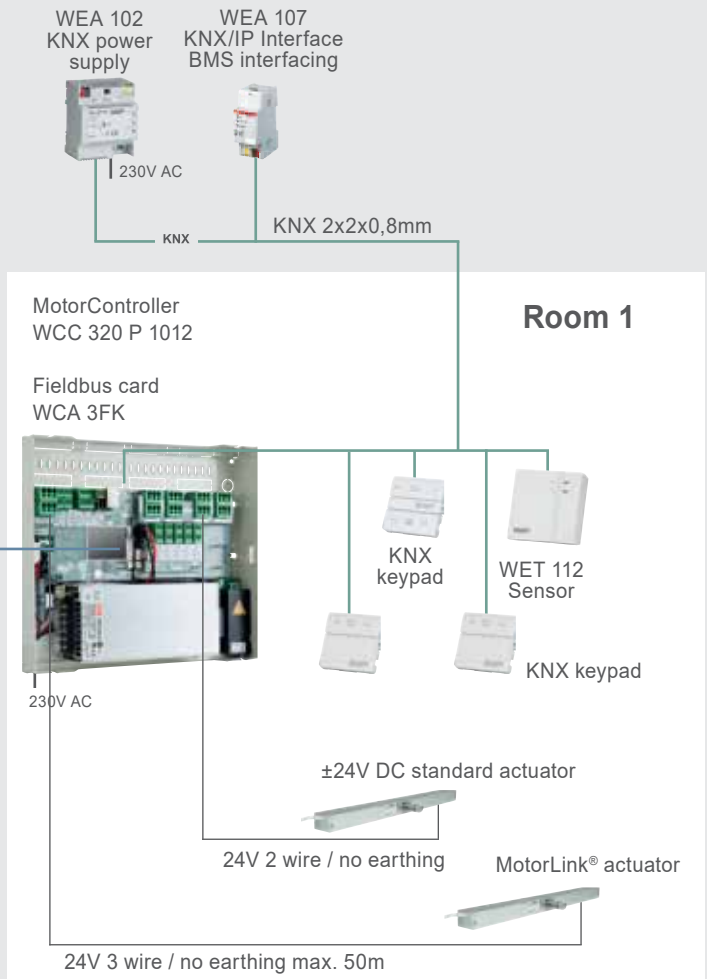 WEA 102
KNX power
supply
WEA 107
KNX/IP Interface
BMS interfacing
230V AC
KNX
KNX 2x2x0,8mm
MotorController
WCC 320 P 1012
Room 1
Fieldbus card
WCA 3FK
KNX
keypad
WET 112
Sensor
KNX keypad
230V AC
±24V DC standard actuator
24V 2 wire / no earthing
MotorLink® actuator
24V 3 wire / no earthing max. 50m